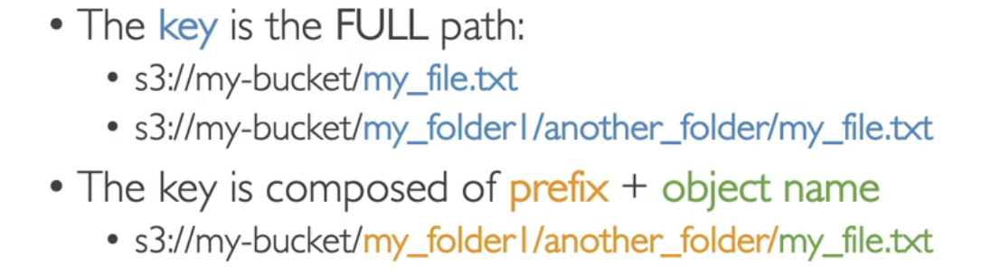 • The key is the FULL path:
• s3://my-bucket/my_file.txt
• s3://my-bucket/my_folder1/another_folder/my_file.txt
• The key is composed of prefix + object name
• s3://my-bucket/my_folder1/another_folder/my_file.txt